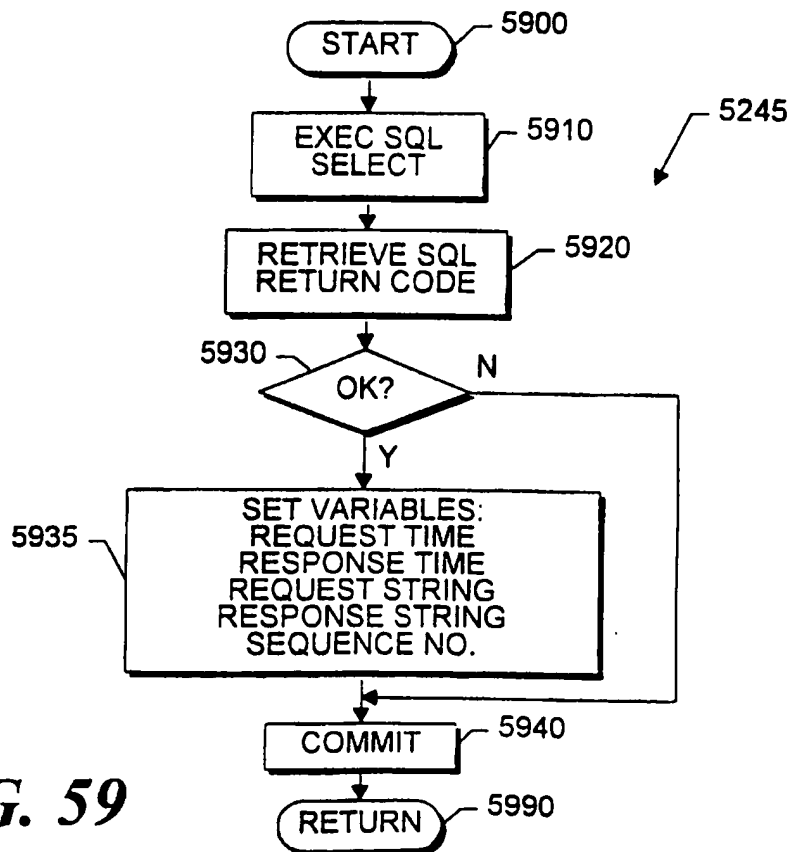 START
5900
5245
EXEC SQL
SELECT
5910
RETRIEVE SQL
RETURN CODE
5920
5930
OK?
N
Y
5935
SET VARIABLES:
REQUEST TIME
RESPONSE TIME
REQUEST STRING
RESPONSE STRING
SEQUENCE NO.
COMMIT
5940
RETURN
5990
G. 59